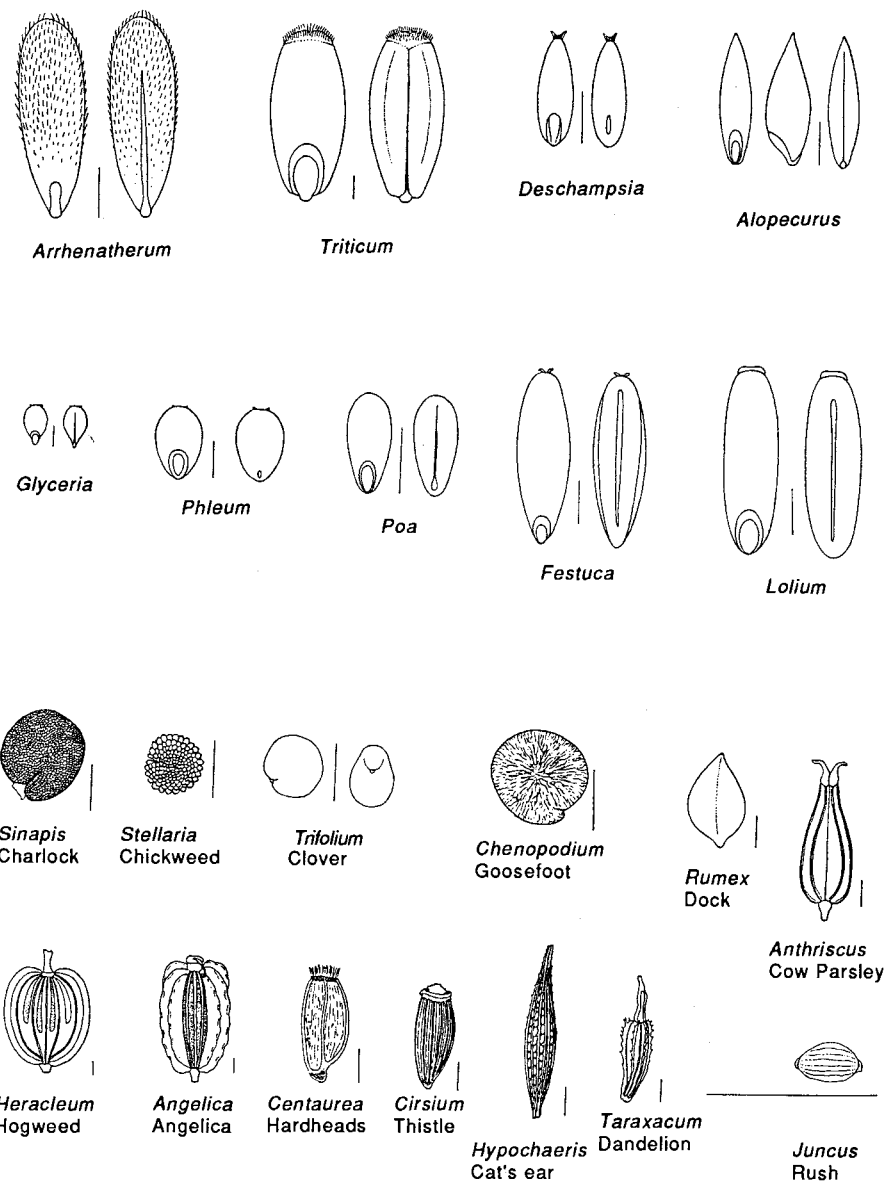 Arrhenatherum
Triticum
Deschampsia
Alopecurus
Glyceria
Phleum
Poa
Festuca
Lolium
Sinapis
Charlock
Stellaria
Chickweed
Trifolium
Clover
Chenopodium
Goosefoot
Rumex
Dock
Anthriscus
Cow Parsley
Heracleum
Hogweed
Angelica
Angelica
Centaurea
Hardheads
Cirsium
Thistle
Hypochaeris
Cat's ear
Taraxacum
Dandelion
Juncus
Rush